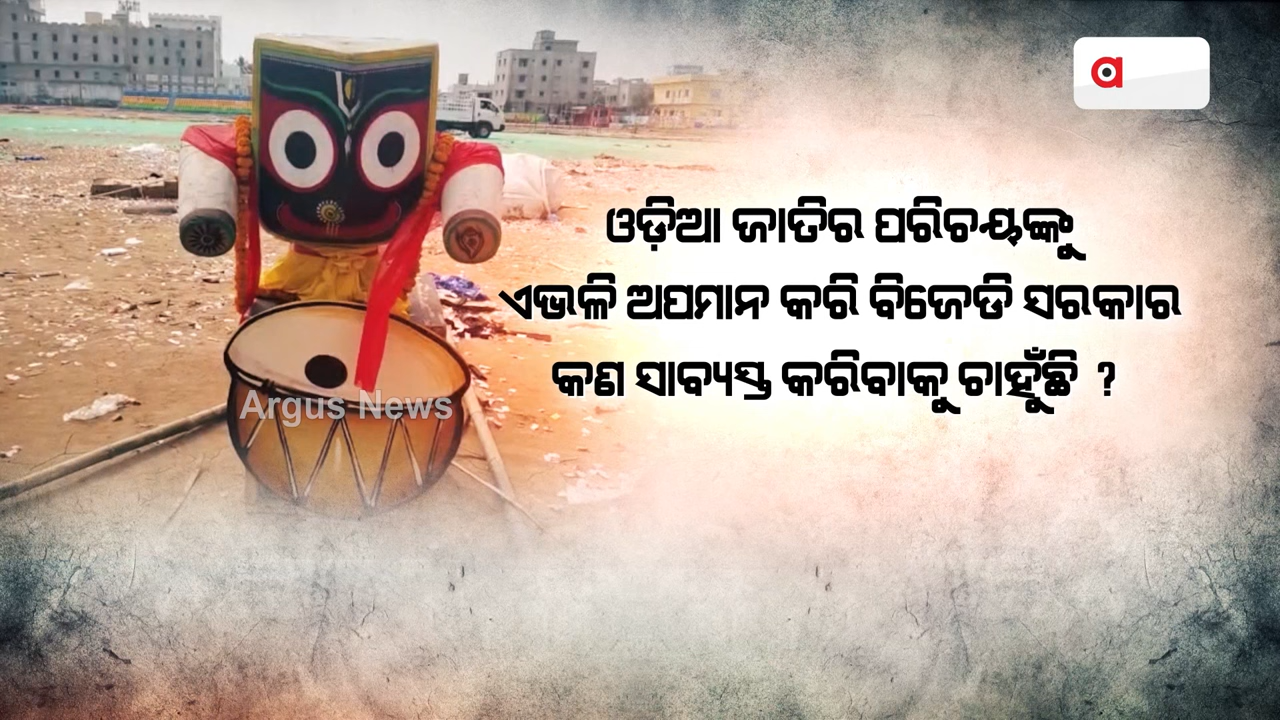 ଓଡ଼ିଆ ଜାତିର ପରିଚୟଙ୍କୁ
ଏଭଳି ଅପମାନ କରି ବିଜେଡି ସରକାର
କଣ ସାବ୍ୟସ୍ତ କରିବାକୁ ଚାହୁଁଛି ?
Argus News
a